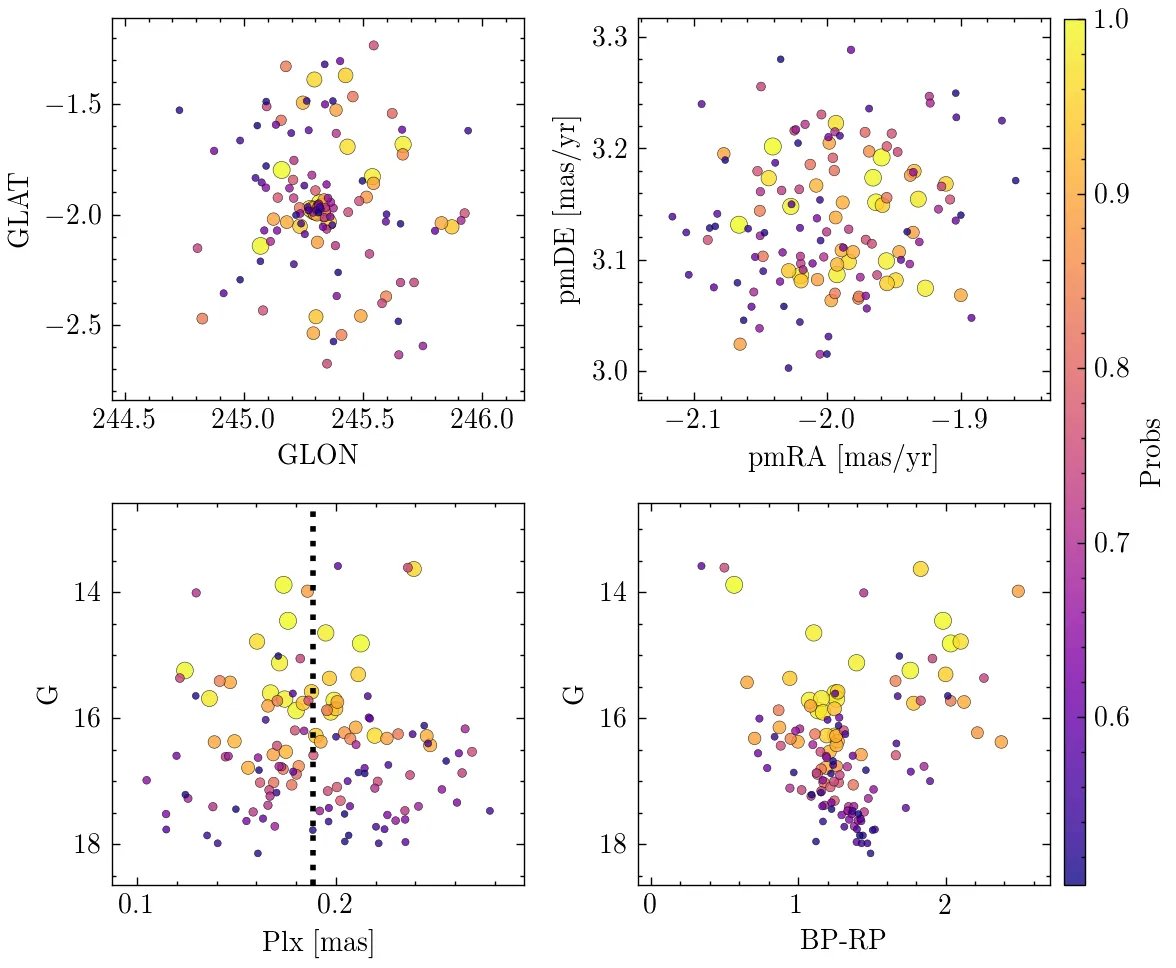 −1.5
−2.0
−2.5
GLAT
244.5 245.0 245.5 246.0
GLON
3.3
3.2
3.1
3.0
pmDE [mas/yr]
−2.1 −2.0 −1.9
pmRA [mas/yr]
14
16
18
G
0.1 0.2
Plx [mas]
14
16
18
G
0 1 2
BP-RP
1.0
0.9
0.8
0.7
0.6
Probs